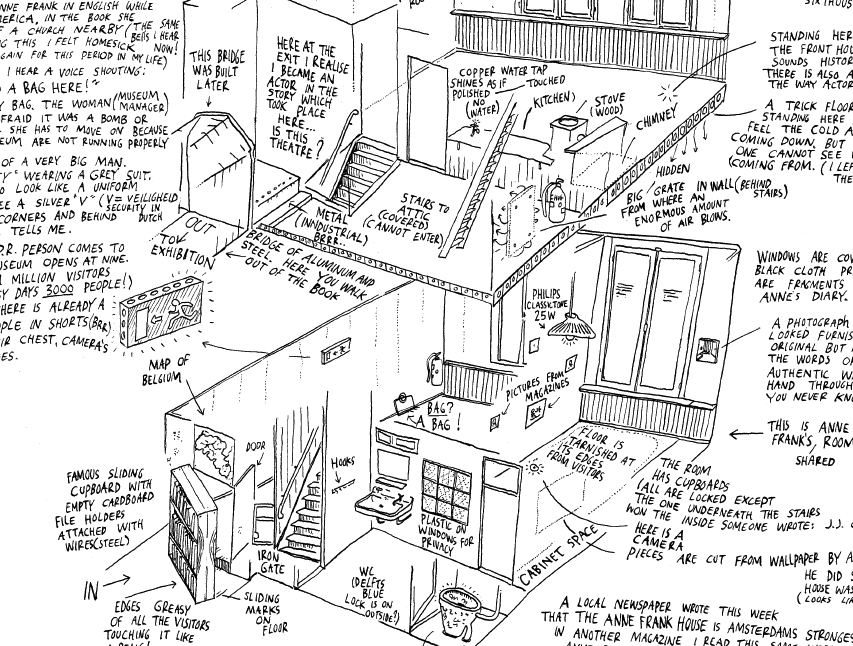 NNE FRANK IN ENGLISH WHILE
MERICA, IN THE BOOK SHE
F A CHURCH NEARBY (THE SAME
BELLS I HEAR
NOW!
NG THIS I FELT HOMESICK
GAIN FOR THIS PERIOD IN MY LIFE)
I HEAR A VOICE SHOUTING:
D A BAG HERE!"
Y BAG. THE WOMAN (MUSEUM
MANAGER)
FRAID IT WAS A BOMB OR
SHE HAS TO MOVE ON BECAUSE
EUM ARE NOT RUNNING PROPERLY
OF A VERY BIG MAN.
TY" WEARING A GREY SUIT.
O LOOK LIKE A UNIFORM
EE A SILVER "V" (V= VEILIGHEID
SECURITY IN
DUTCH
CORNERS AND BEHIND
TELLS ME.
P.R. PERSON COMES TO
USEUM OPENS AT NINE.
1 MILLION VISITORS
SY DAYS 3000 PEOPLE!)
HERE IS ALREADY A
OPLE IN SHORTS (BRR)
IR CHEST, CAMERA'S
ES.
THIS BRIDGE
WAS BUILT
LATER
HERE AT THE
EXIT I REALISE
I BECAME AN
ACTOR IN THE
STORY WHICH
TOOK PLACE
HERE...
IS THIS
THEATRE?
OUT
TO
EXHIBITION
METAL
(INNDUSTRIAL)
BRRR.
BRIDGE OF ALUMINUM AND
STEEL. HERE YOU WALK
OUT OF THE BOOK
STAIRS TO
ATTIC
(COVERED)
(CANNOT ENTER)
COPPER WATER TAP
SHINES AS IF TOUCHED
POLISHED
(NO
WATER)
(KITCHEN)
STOVE
(WOOD)
CHIMNEY
HIDDEN
BIG GRATE IN WALL (BEHIND
STAIRS)
FROM WHERE AN
ENORMOUS AMOUNT
OF AIR BLOWS.
STANDING HER
THE FRONT HOU
SOUNDS HISTOR
THERE IS ALSO A
THE WAY ACTOR
A TRICK FLOOR
STANDING HERE
FEEL THE COLD A
COMING DOWN. BUT
ONE CANNOT SEE
COMING FROM. (I LEF
THE
WINDOWS ARE COV
BLACK CLOTH PR
ARE FRAGMENTS
ANNE'S DIARY.
A PHOTOGRAPH
LOOKED FURNIS
ORIGINAL BUT
THE WORDS O
AUTHENTIC W
HAND THROUGH
YOU NEVER KN
THIS IS ANNE
FRANK'S, ROOM
SHARED
PHILIPS
CLASSICTONE
25W
PICTURES FROM
MAGAZINES
BAG?
A BAG!
MAP OF
BELGIUM
DOOR
HOOKS
FAMOUS SLIDING
CUPBOARD WITH
EMPTY CARDBOARD
FILE HOLDERS
ATTACHED WITH
WIRES (STEEL)
IN
IRON
GATE
EDGES GREASY
OF ALL THE VISITORS
TOUCHING IT LIKE
SLIDING
MARKS
ON
FLOOR
WC
(DELFTS
BLUE
LOCK IS ON
OUTSIDE?)
PLASTIC ON
WINDOWS FOR
PRIVACY
FLOOR IS
TARNISHED AT
ITS EDGES
FROM VISITORS
CABINET SPACE
THE ROOM
HAS CUPBOARDS
(ALL ARE LOCKED EXCEPT
THE ONE UNDERNEATH THE STAIRS
ON THE INSIDE SOMEONE WROTE: J.J.
HERE IS A
CAMERA
PIECES ARE CUT FROM WALLPAPER BY A
HE DID S
HOUSE WAS
(LOOKS LI
A LOCAL NEWSPAPER WROTE THIS WEEK
THAT THE ANNE FRANK HOUSE IS AMSTERDAMS STRONGES
IN ANOTHER MAGAZINE I READ THIS SAME